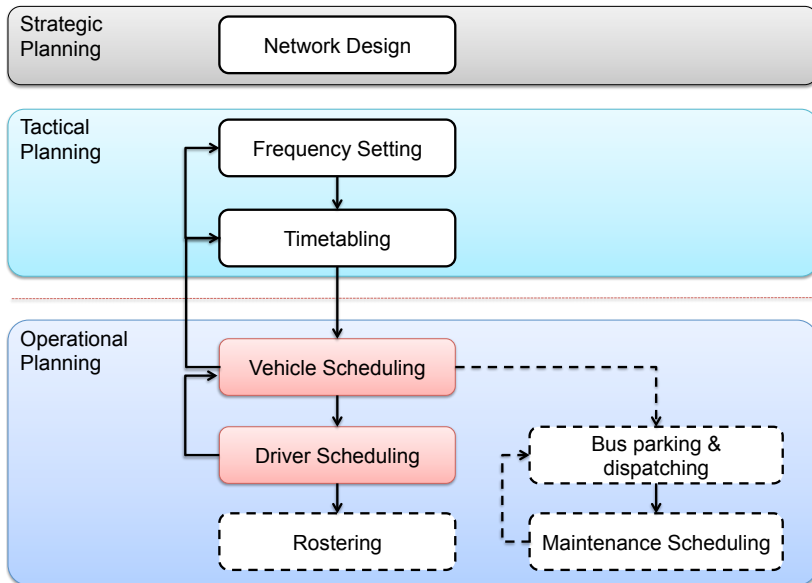 Strategic
Planning
Network Design
Tactical
Planning
Frequency Setting
Timetabling
Operational
Planning
Vehicle Scheduling
Driver Scheduling
Bus parking &
dispatching
Rostering
Maintenance Scheduling